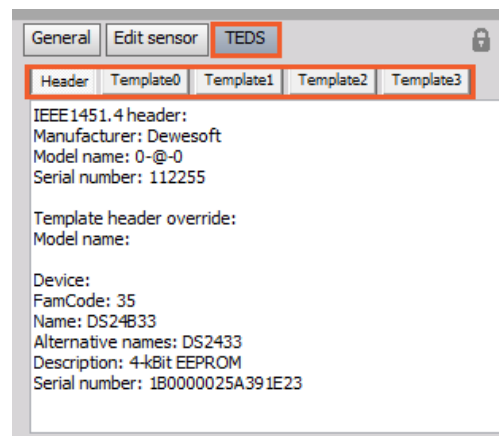 General Edit sensor TEDS
Header Template0 Template1 Template2 Template3
IEEE1451.4 header:
Manufacturer: Dewesoft
Model name: 0-@-0
Serial number: 112255
Template header override:
Model name:
Device:
FamCode: 35
Name: DS24B33
Alternative names: DS2433
Description: 4-kBit EEPROM
Serial number: 1B0000025A391E23